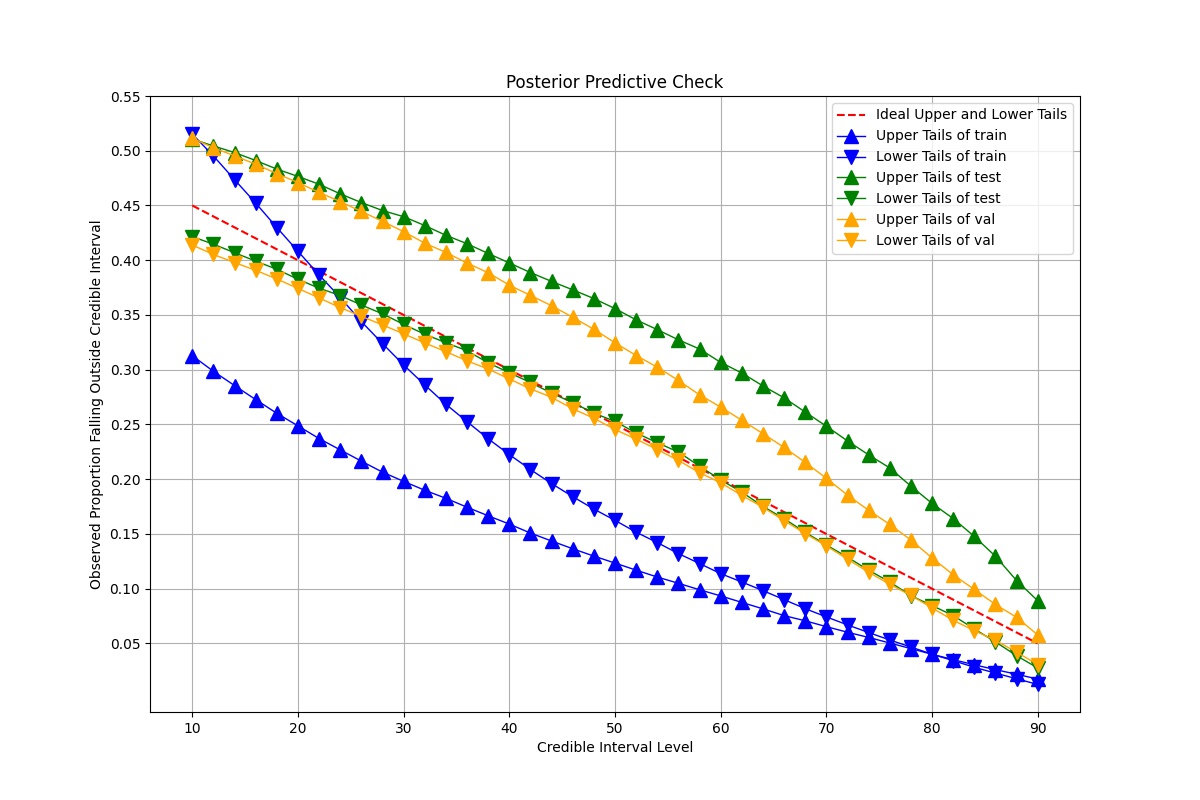 Posterior Predictive Check
0.55
0.50
0.45
0.40
0.35
0.30
0.25
0.20
0.15
0.10
0.05
Observed Proportion Falling Outside Credible Interval
Ideal Upper and Lower Tails
Upper Tails of train
Lower Tails of train
Upper Tails of test
Lower Tails of test
Upper Tails of val
Lower Tails of val
10 20 30 40 50 60 70 80 90
Credible Interval Level